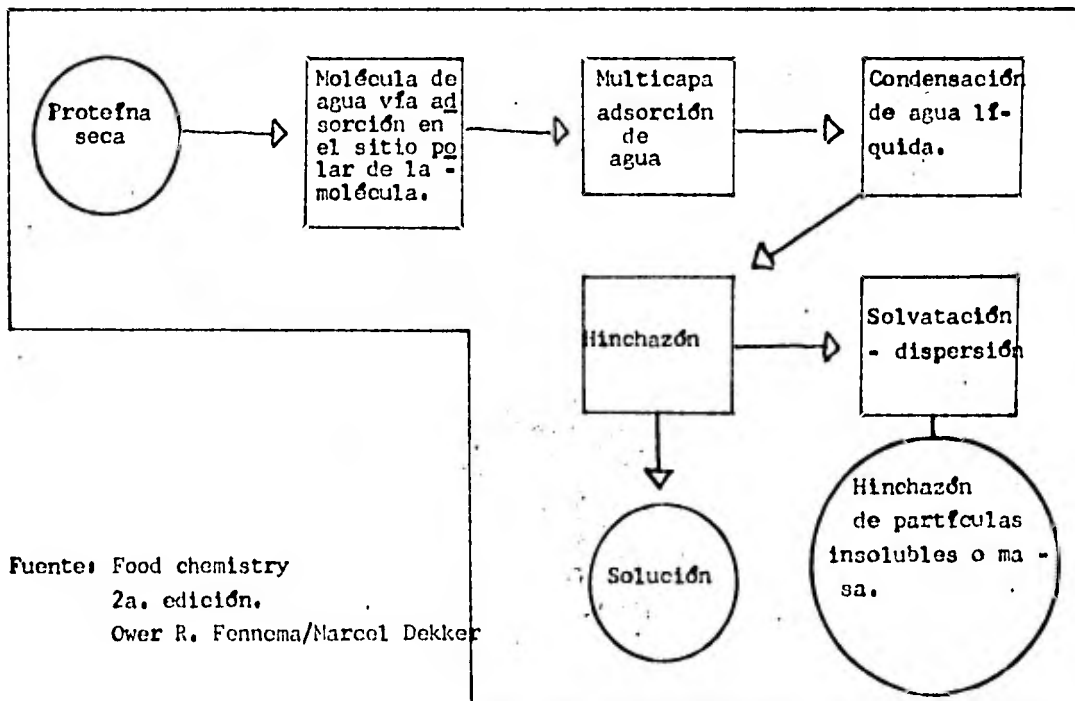 Proteína
seca
Molécula de
agua vía ad
sorción en
el sitio po
lar de la -
molécula.
Multicapa
adsorción
de
agua
Condensación
de agua lí-
quida.
Hinchazón
Solvatación
- dispersión
Solución
Hinchazón
de partículas
insolubles o ma -
sa.
Fuente: Food chemistry
2a. edición.
Ower R. Fennema/Marcel Dekker